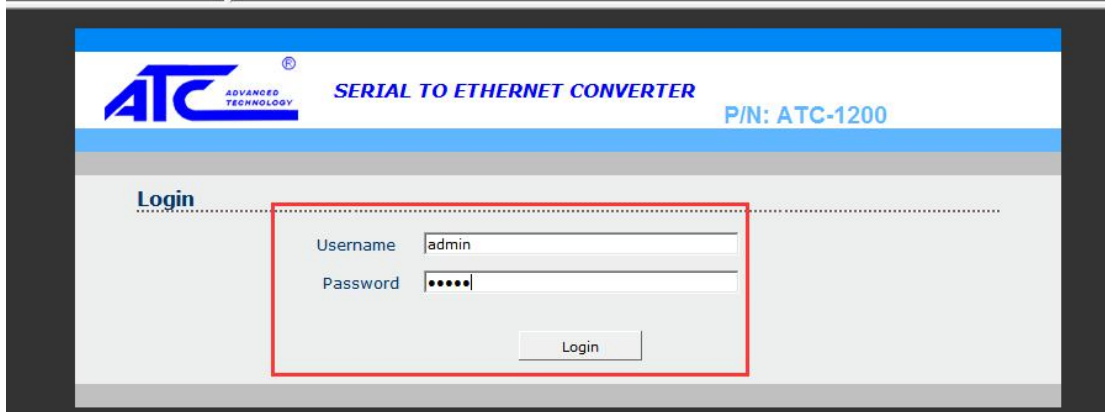 ATC ®
ADVANCED
TECHNOLOGY
SERIAL TO ETHERNET CONVERTER
P/N: ATC-1200
Login
Username admin
Password •••••
Login